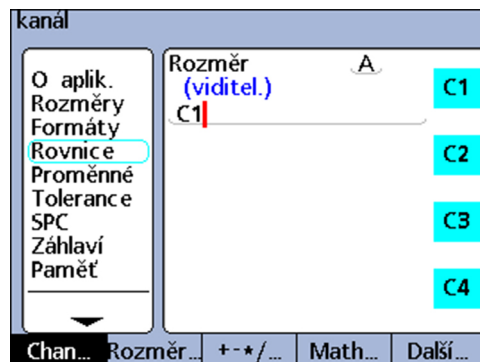 kanál
O aplik.
Rozměry
Formáty
Rovnice
Proměnné
Tolerance
SPC
Záhlaví
Paměť
Rozměr A
(viditel.)
C1
C1
C2
C3
C4
Chan... Rozměr... +-*/... Math... Další...